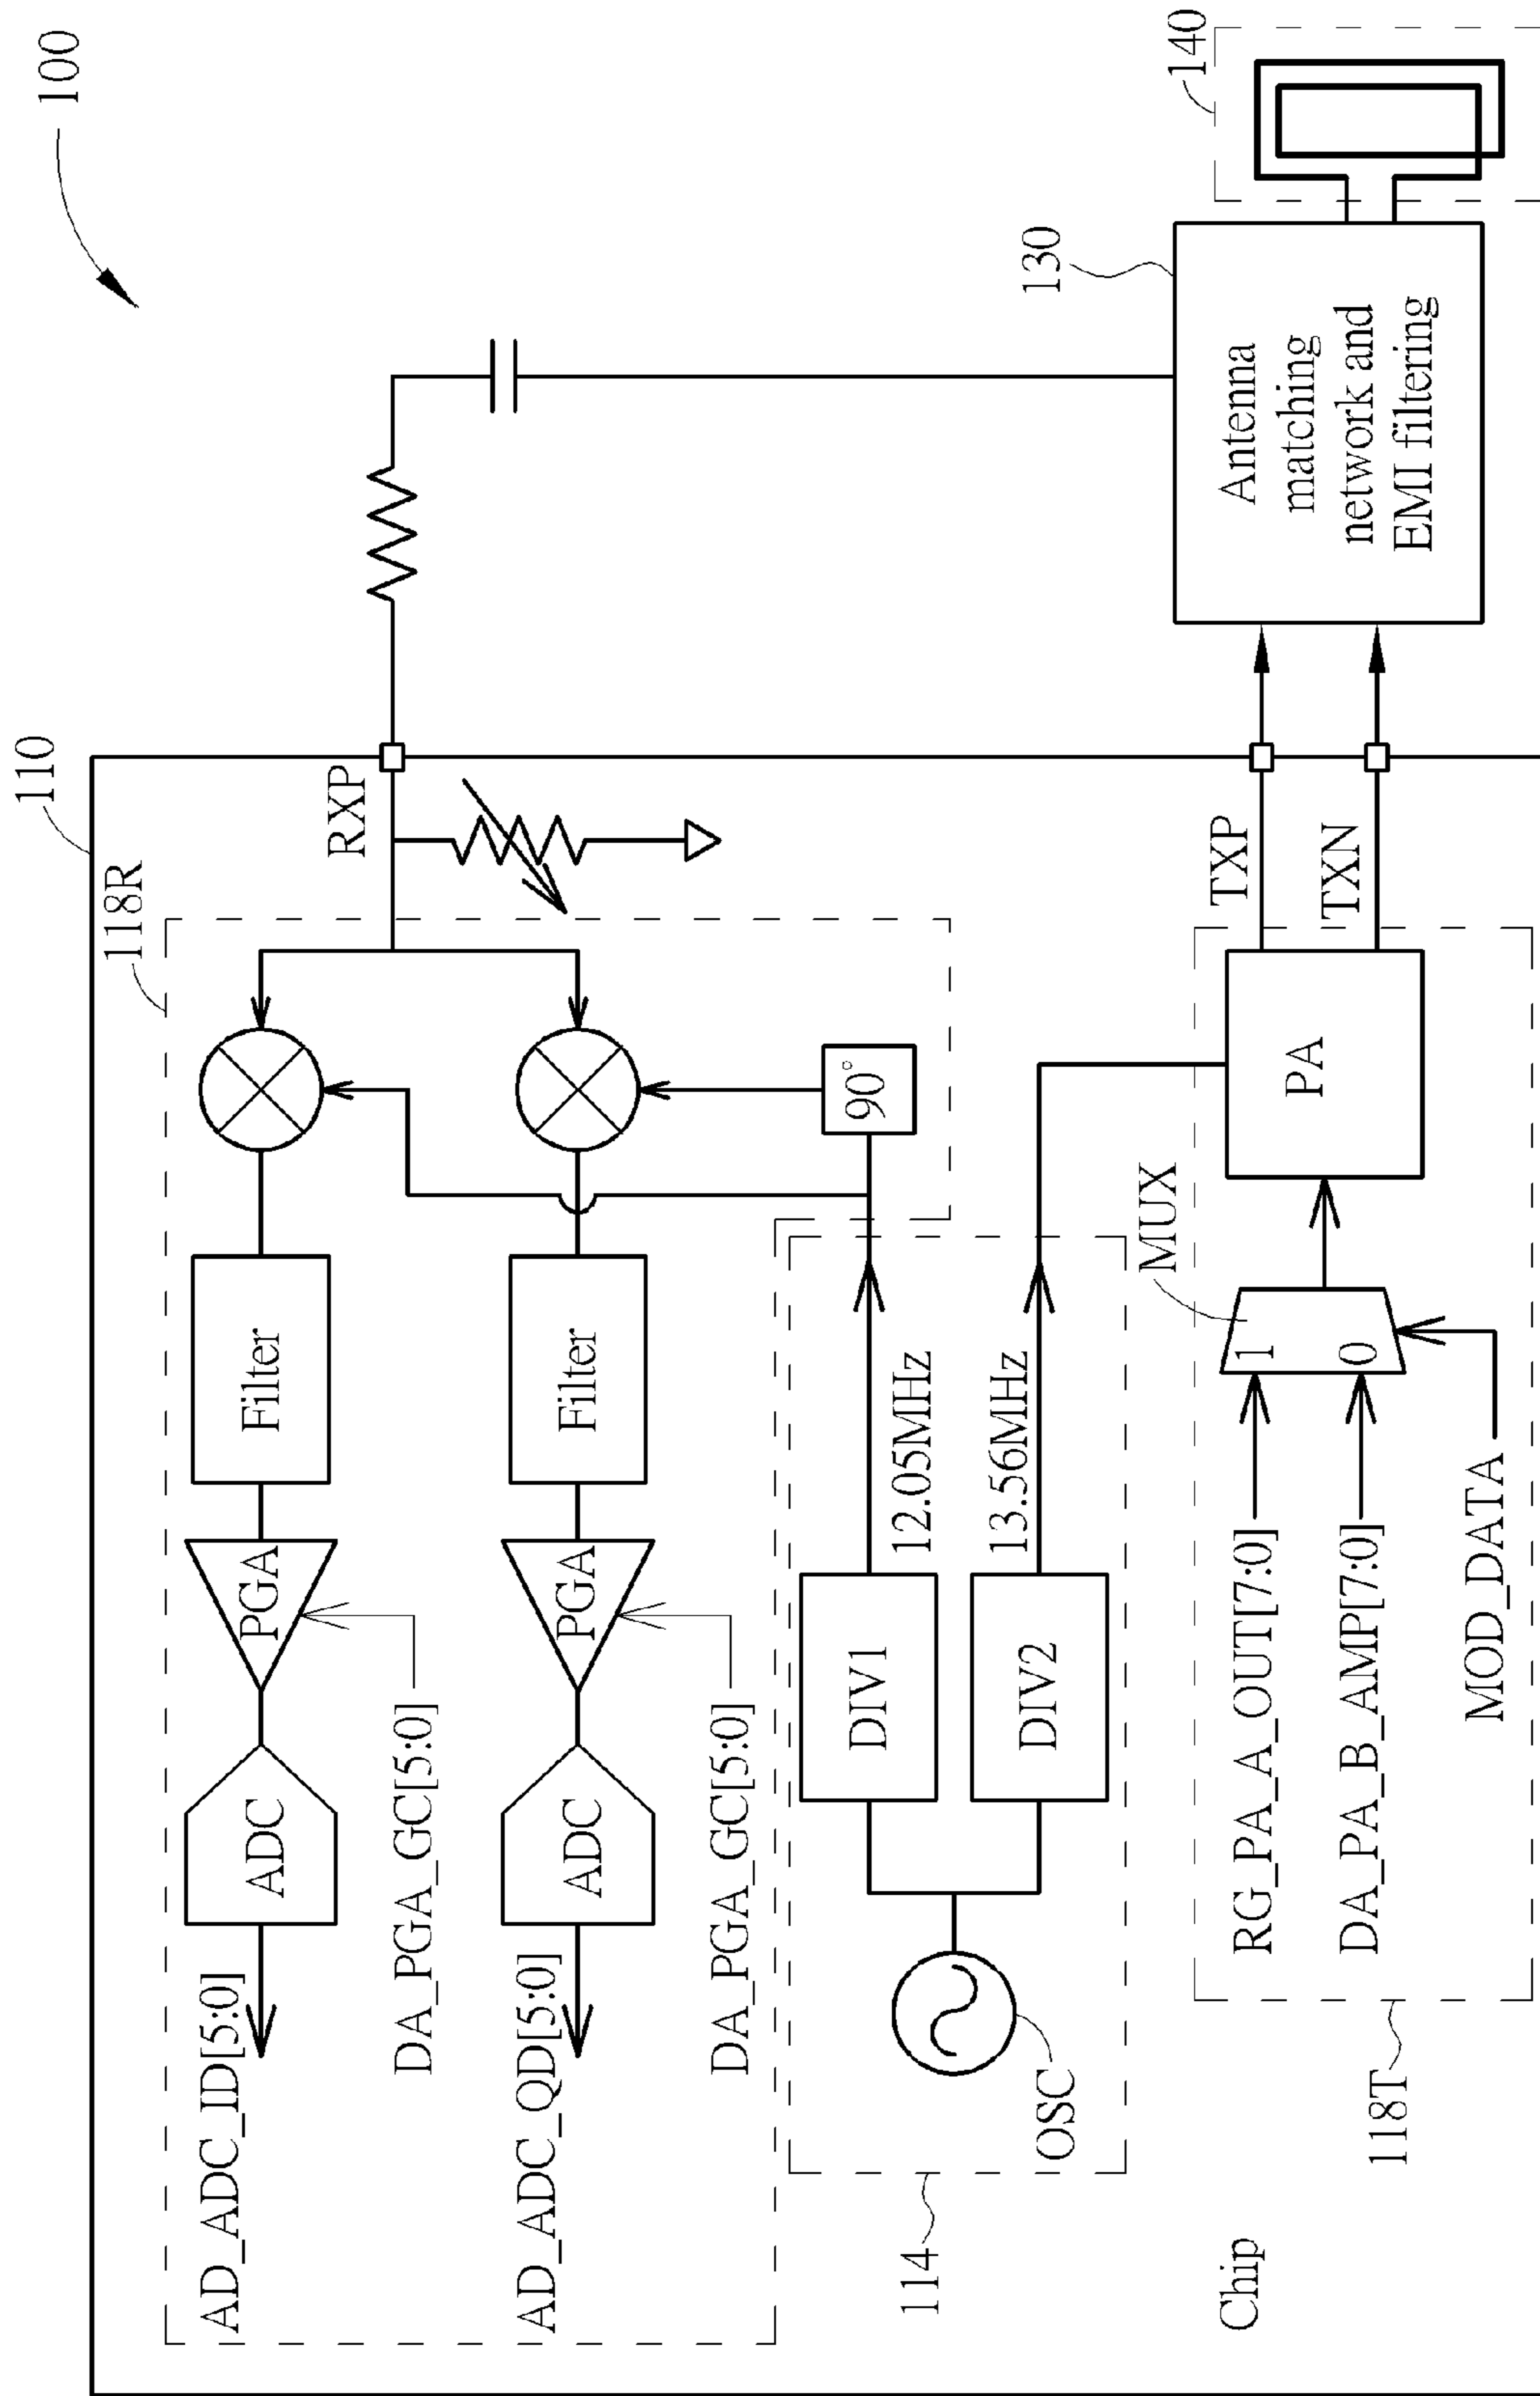 100
110
118R
AD_ADC_ID[5:0]
ADC
PGA
Filter
DA_PGA_GC[5:0]
RXP
AD_ADC_QD[5:0]
ADC
PGA
Filter
DA_PGA_GC[5:0]
90°
114
OSC
DIV1
12.05MHz
DIV2
13.56MHz
Chip
118T
RG_PA_A_OUT[7:0]
DA_PA_B_AMP[7:0]
MOD_DATA
MUX
1
0
PA
TXP
TXN
130
Antenna
matching
network and
EMI filtering
140